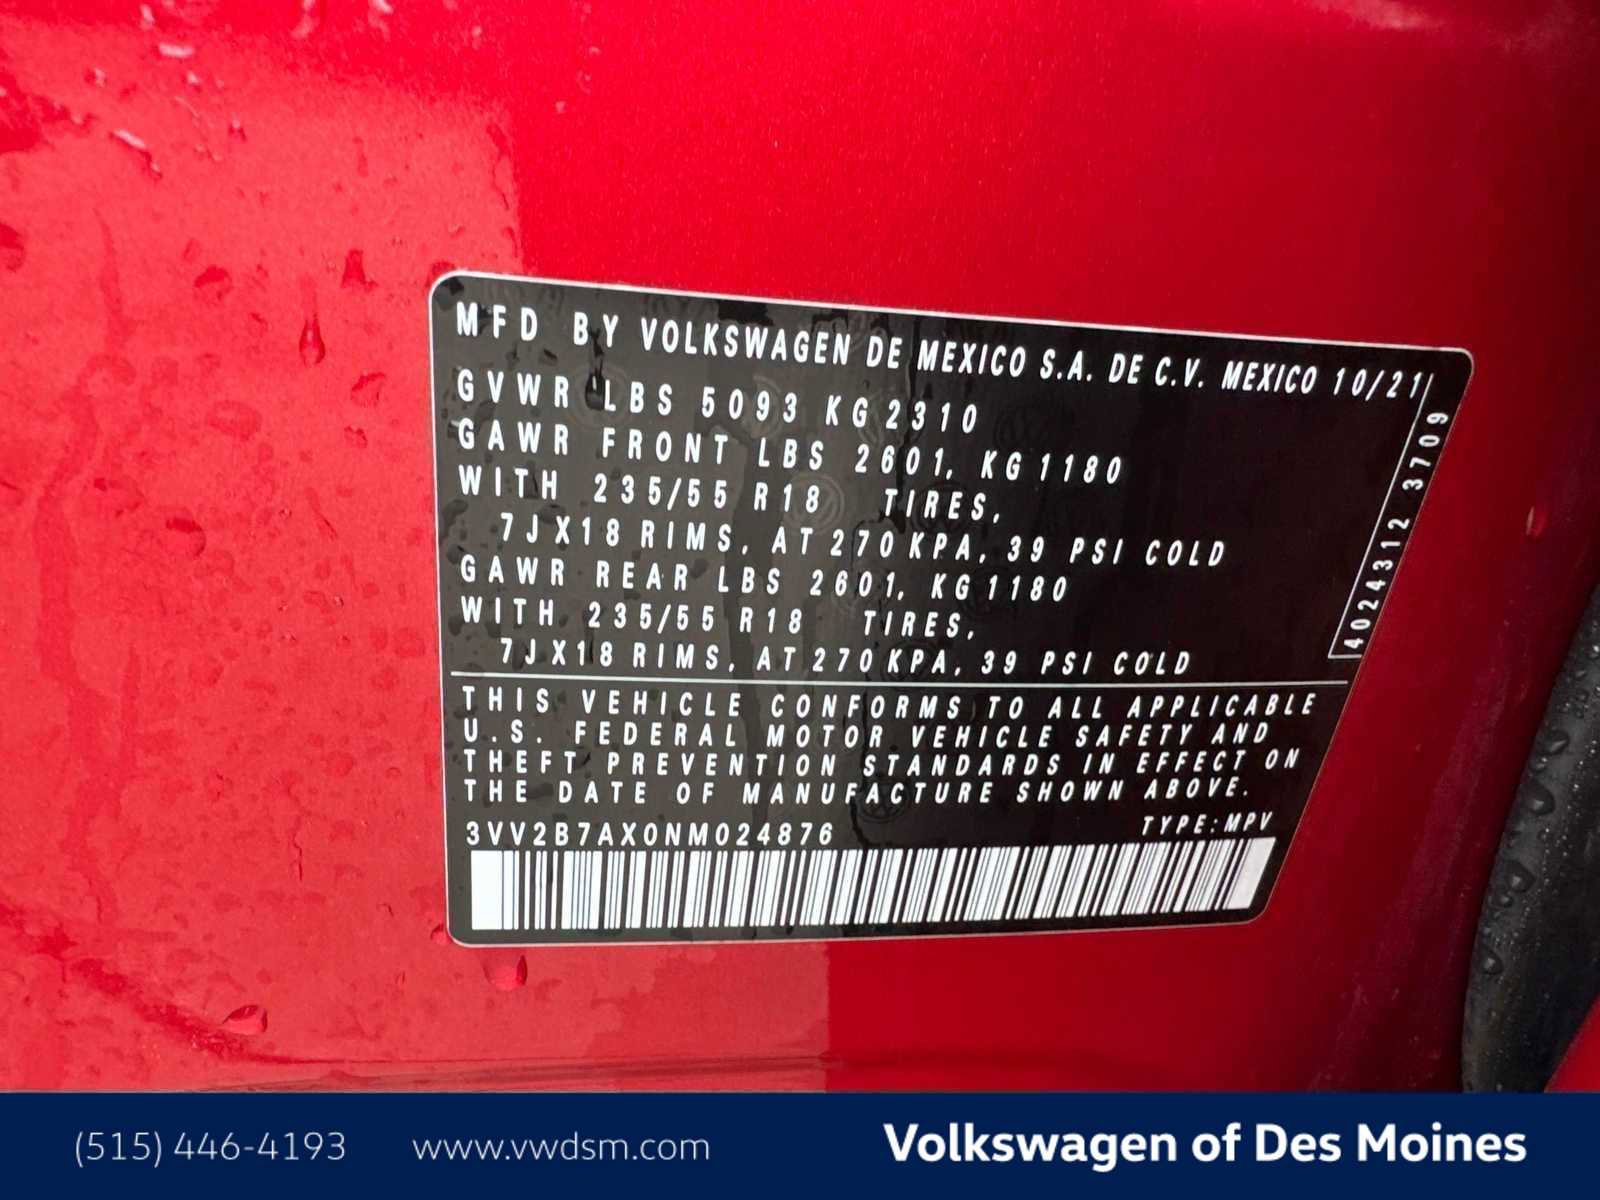 MFD BY VOLKSWAGEN DE MEXICO S.A. DE C.V. MEXICO 10/21
GVWR LBS 5093 KG 2310
GAWR FRONT LBS 2601, KG 1180
WITH 235/55 R18 TIRES,
7JX18 RIMS, AT 270 KPA, 39 PSI COLD
GAWR REAR LBS 2601, KG 1180
WITH 235/55 R18 TIRES,
7JX18 RIMS, AT 270 KPA, 39 PSI COLD
40243112 3709
THIS VEHICLE CONFORMS TO ALL APPLICABLE
U.S. FEDERAL MOTOR VEHICLE SAFETY AND
THEFT PREVENTION STANDARDS IN EFFECT ON
THE DATE OF MANUFACTURE SHOWN ABOVE.
3VV2B7AX0NM024876 TYPE:MPV
(515) 446-4193 www.vwdsm.com Volkswagen of Des Moines